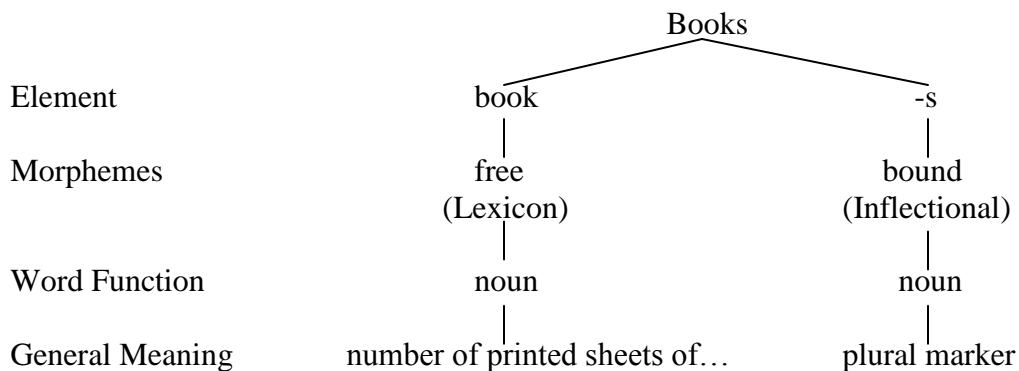 Books
Element book -s
Morphemes free bound
(Lexicon) (Inflectional)
Word Function noun noun
General Meaning number of printed sheets of… plural marker